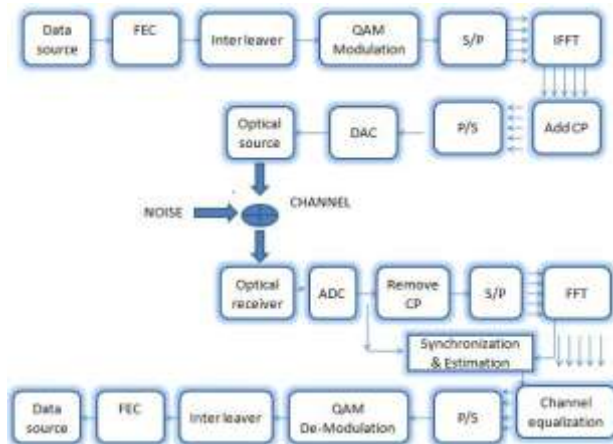 Data source
FEC
Inter leaver
QAM Modulation
S/P
IFFT
Optical source
DAC
P/S
Add CP
NOISE
CHANNEL
Optical receiver
ADC
Remove CP
S/P
FFT
Synchronization & Estimation
Data source
FEC
Inter leaver
QAM De-Modulation
P/S
Channel equalization